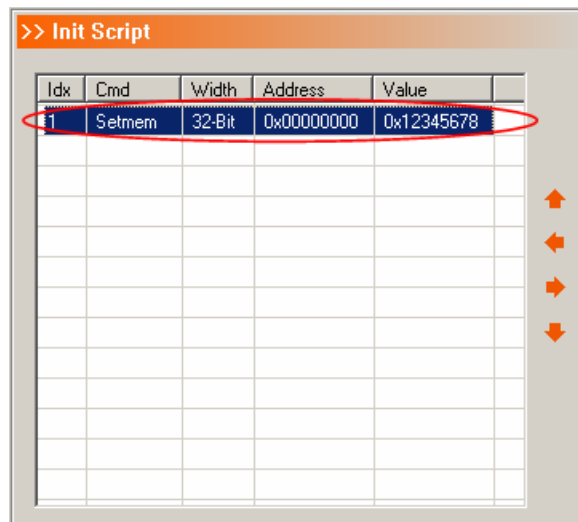 >> Init Script
Idx Cmd Width Address Value
1 Setmem 32-Bit 0x00000000 0x12345678